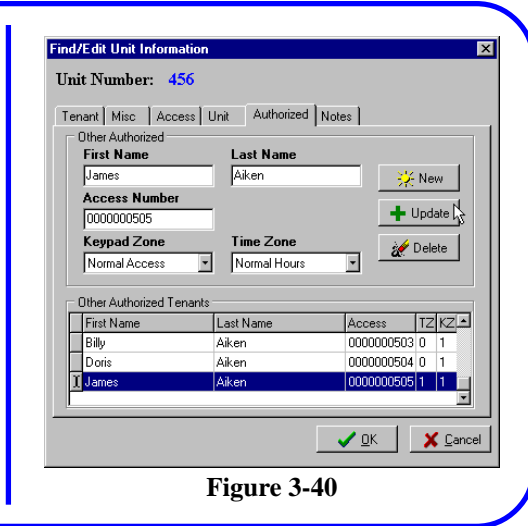 Find/Edit Unit Information
Unit Number: 456
Tenant Misc Access Unit Authorized Notes
Other Authorized
First Name Last Name
James Aiken
New
Access Number
0000000505
Update
Keypad Zone Time Zone
Normal Access Normal Hours
Delete
Other Authorized Tenants
First Name Last Name Access TZ KZ
Billy Aiken 0000000503 0 1
Doris Aiken 0000000504 0 1
James Aiken 0000000505 1 1
OK Cancel
Figure 3-40